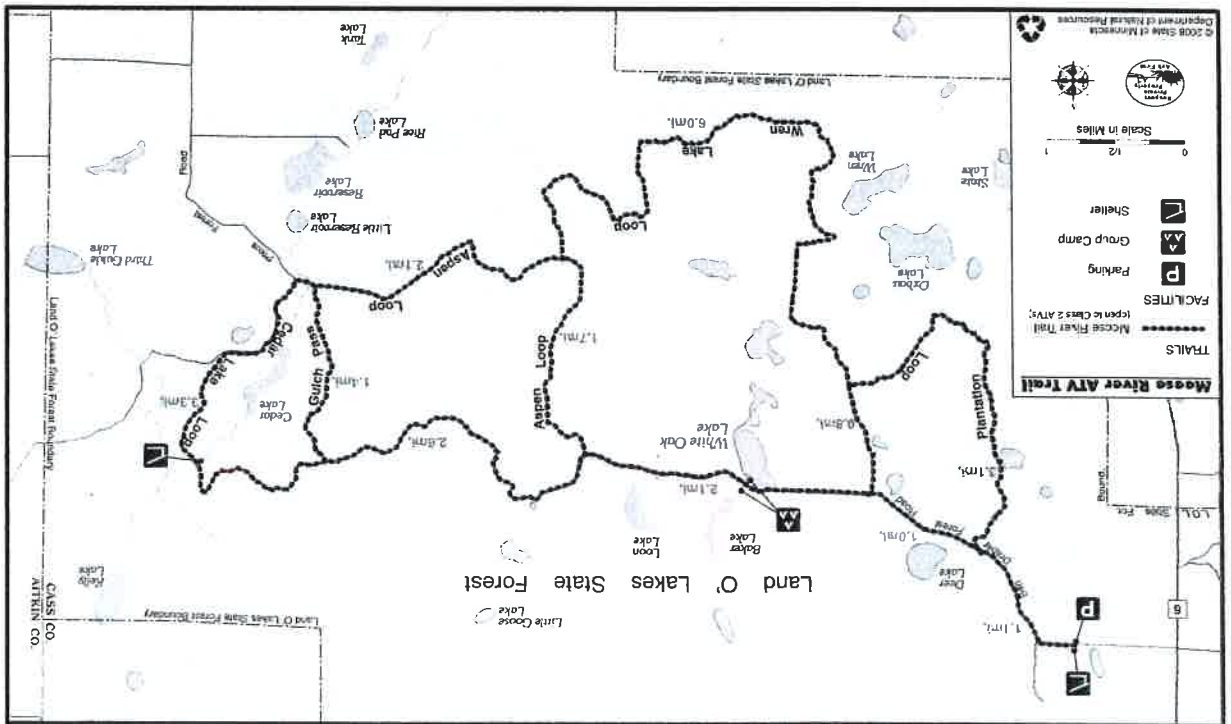 6
Little Goose
Lake
Land O' Lakes State Forest Boundary
AITKIN CO.
CASS CO.
Land O' Lakes State Forest
1.1mi.
Deer
Lake
Kelly
Lake
Baker
Lake
Loon
Lake
1.0mi.
Forest
Road
L.O.L. State For.
Bound.
2.1mi.
3.1mi.
Plantation
Loop
White Oak
Lake
0.8mi.
2.6mi.
Cedar
Lake
Loop
3.3mi.
Cedar
Lake
Gulch Pass
1.4mi.
Aspen
Loop
1.7mi.
Land O' Lakes State Forest Boundary
Third Guide
Lake
Loop
Aspen
2.1mi.
Little Reservoir
Lake
Reservoir
Lake
Forest
Road
Rice Pad
Lake
Tank
Lake
Wren
Lake
Loop
6.0mi.
Wren
Lake
State
Lake
Land O' Lakes State Forest Boundary
Moose River ATV Trail
TRAILS
Moose River Trail
(open to Class 2 ATVs)
FACILITIES
P Parking
Group Camp
Shelter
0 1/2 1
Scale in Miles
© 2008 State of Minnesota
Department of Natural Resources
P